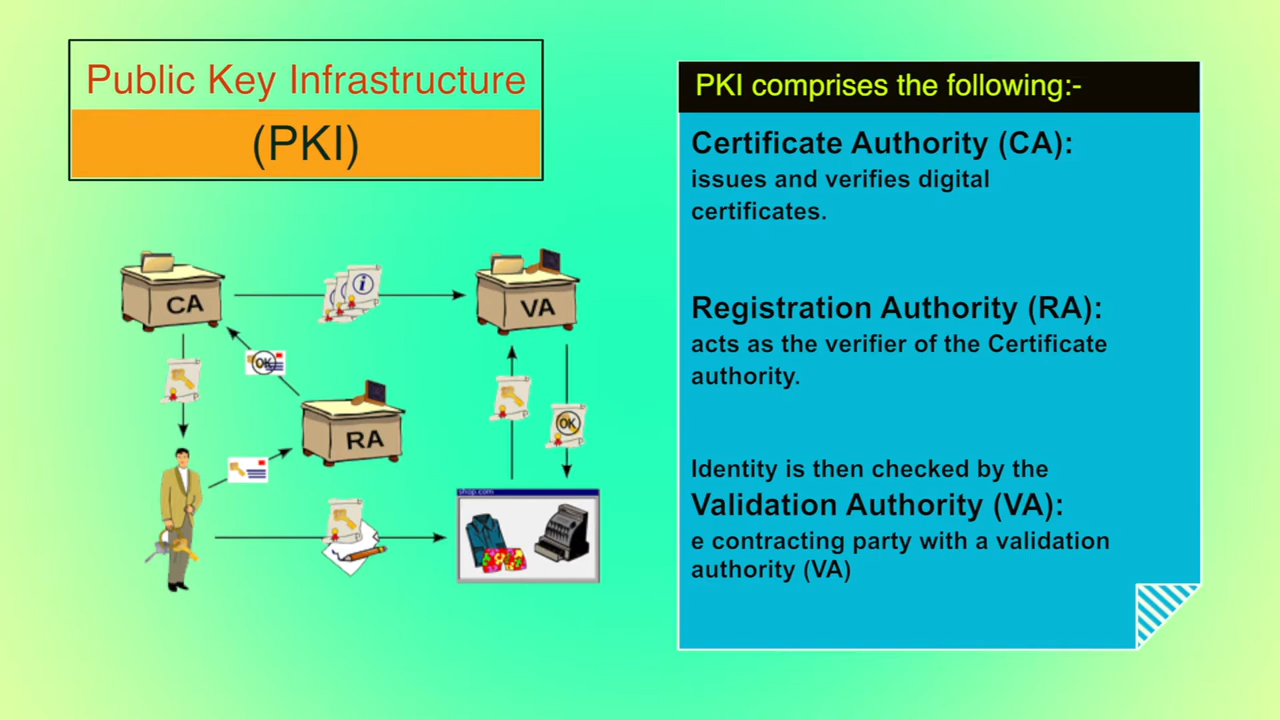 Public Key Infrastructure
(PKI)
CA
VA
OK
RA
OK
shop.com
PKI comprises the following:-
Certificate Authority (CA):
issues and verifies digital
certificates.
Registration Authority (RA):
acts as the verifier of the Certificate
authority.
Identity is then checked by the
Validation Authority (VA):
e contracting party with a validation
authority (VA)